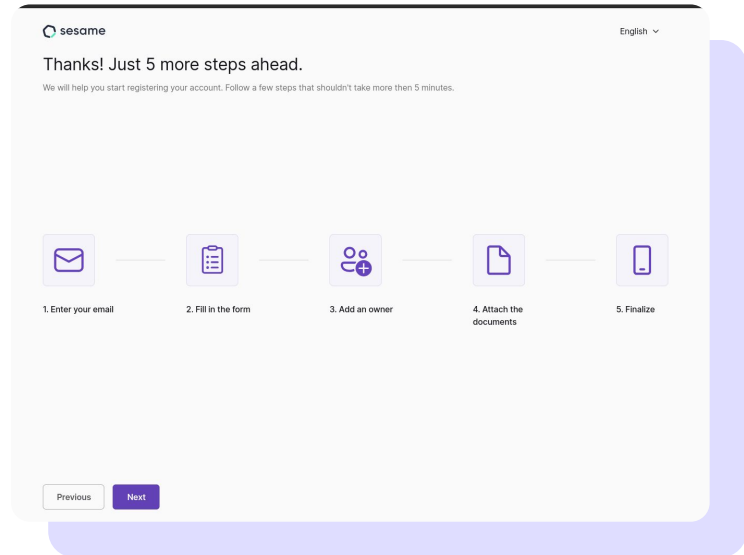 sesame
English
Thanks! Just 5 more steps ahead.
We will help you start registering your account. Follow a few steps that shouldn't take more then 5 minutes.
1. Enter your email
2. Fill in the form
3. Add an owner
4. Attach the
documents
5. Finalize
Previous
Next